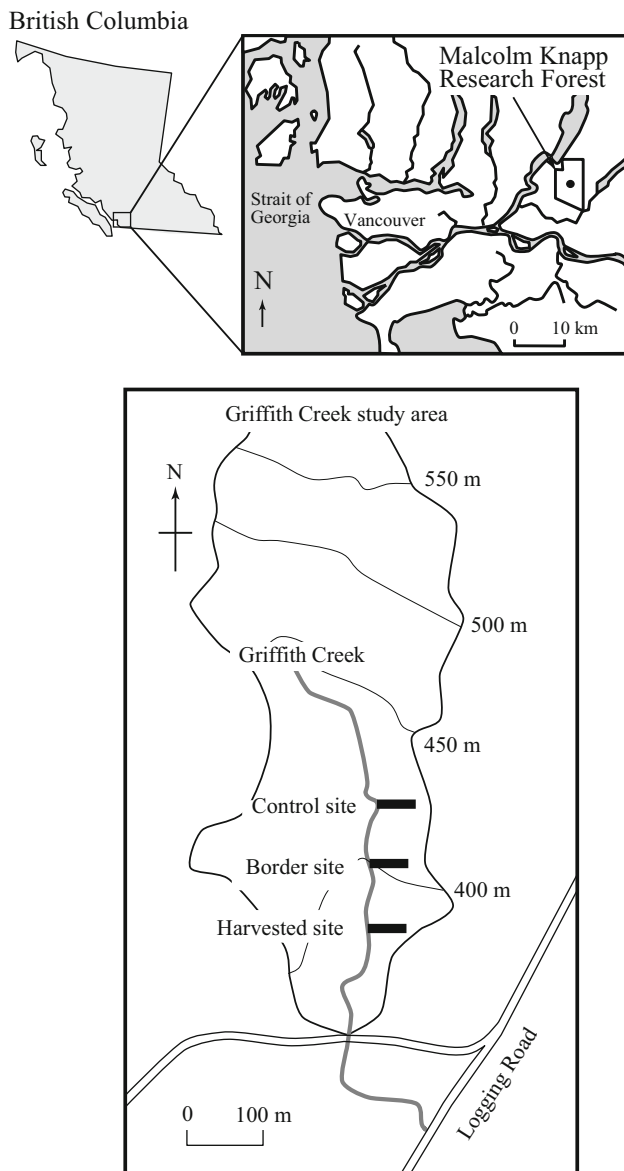 British Columbia
Malcolm Knapp
Research Forest
Strait of
Georgia
Vancouver
N
0 10 km
Griffith Creek study area
N
550 m
500 m
Griffith Creek
450 m
Control site
Border site
400 m
Harvested site
Logging Road
0 100 m